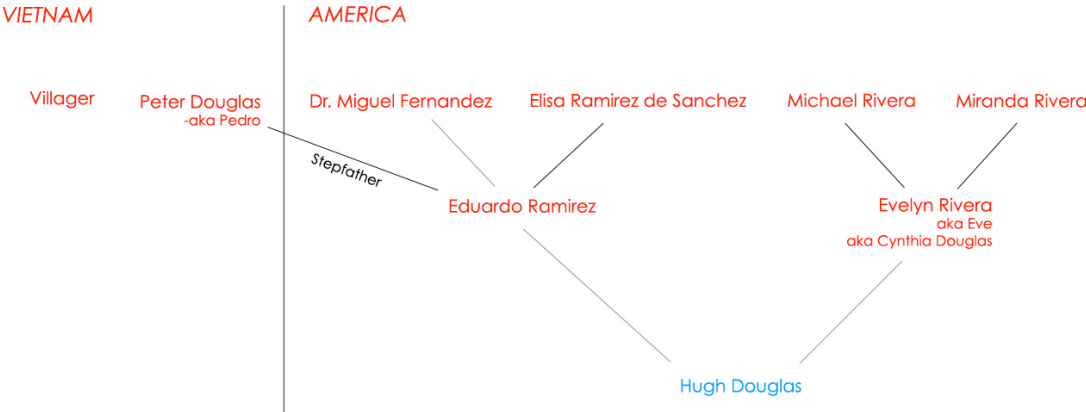 VIETNAM
AMERICA
Villager
Peter Douglas
-aka Pedro
Dr. Miguel Fernandez
Elisa Ramirez de Sanchez
Michael Rivera
Miranda Rivera
Stepfather
Eduardo Ramirez
Evelyn Rivera
aka Eve
aka Cynthia Douglas
Hugh Douglas